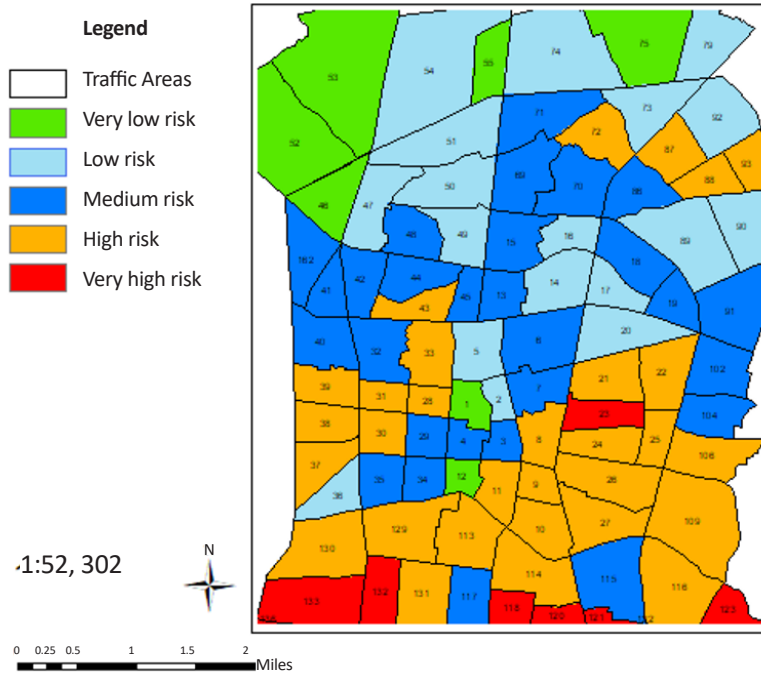 Legend
Traffic Areas
Very low risk
Low risk
Medium risk
High risk
Very high risk
1:52, 302
N
0 0.25 0.5 1 1.5 2
Miles
53 54 55 74 75 79
52 51 71 72 73 92
87 93
46 47 50 69 70 86 88
48 49 15 16 89 90
162 41 42 44 45 13 14 17 18 19 91
43
40 32 33 5 6 20 102
39 31 28 1 2 7 21 22
38 30 29 4 3 8 23 104
24 25
37 35 34 12 11 9 26 106
36
130 129 113 10 27 109
133 132 131 117 114 115 116
118 120 121 123